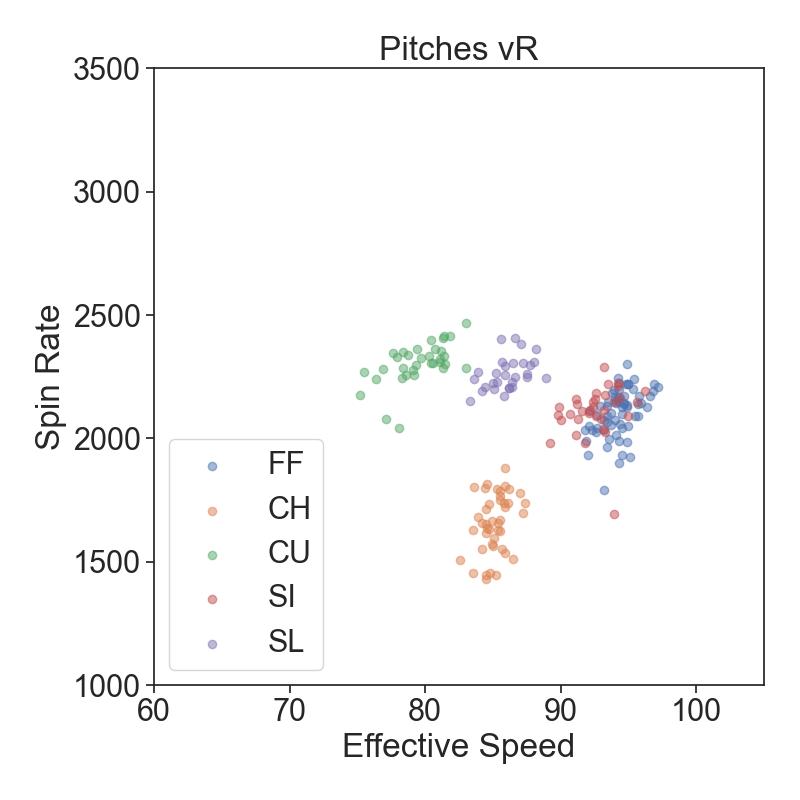 Pitches vR
3500
3000
2500
2000
1500
1000
Spin Rate
FF
CH
CU
SI
SL
60 70 80 90 100
Effective Speed